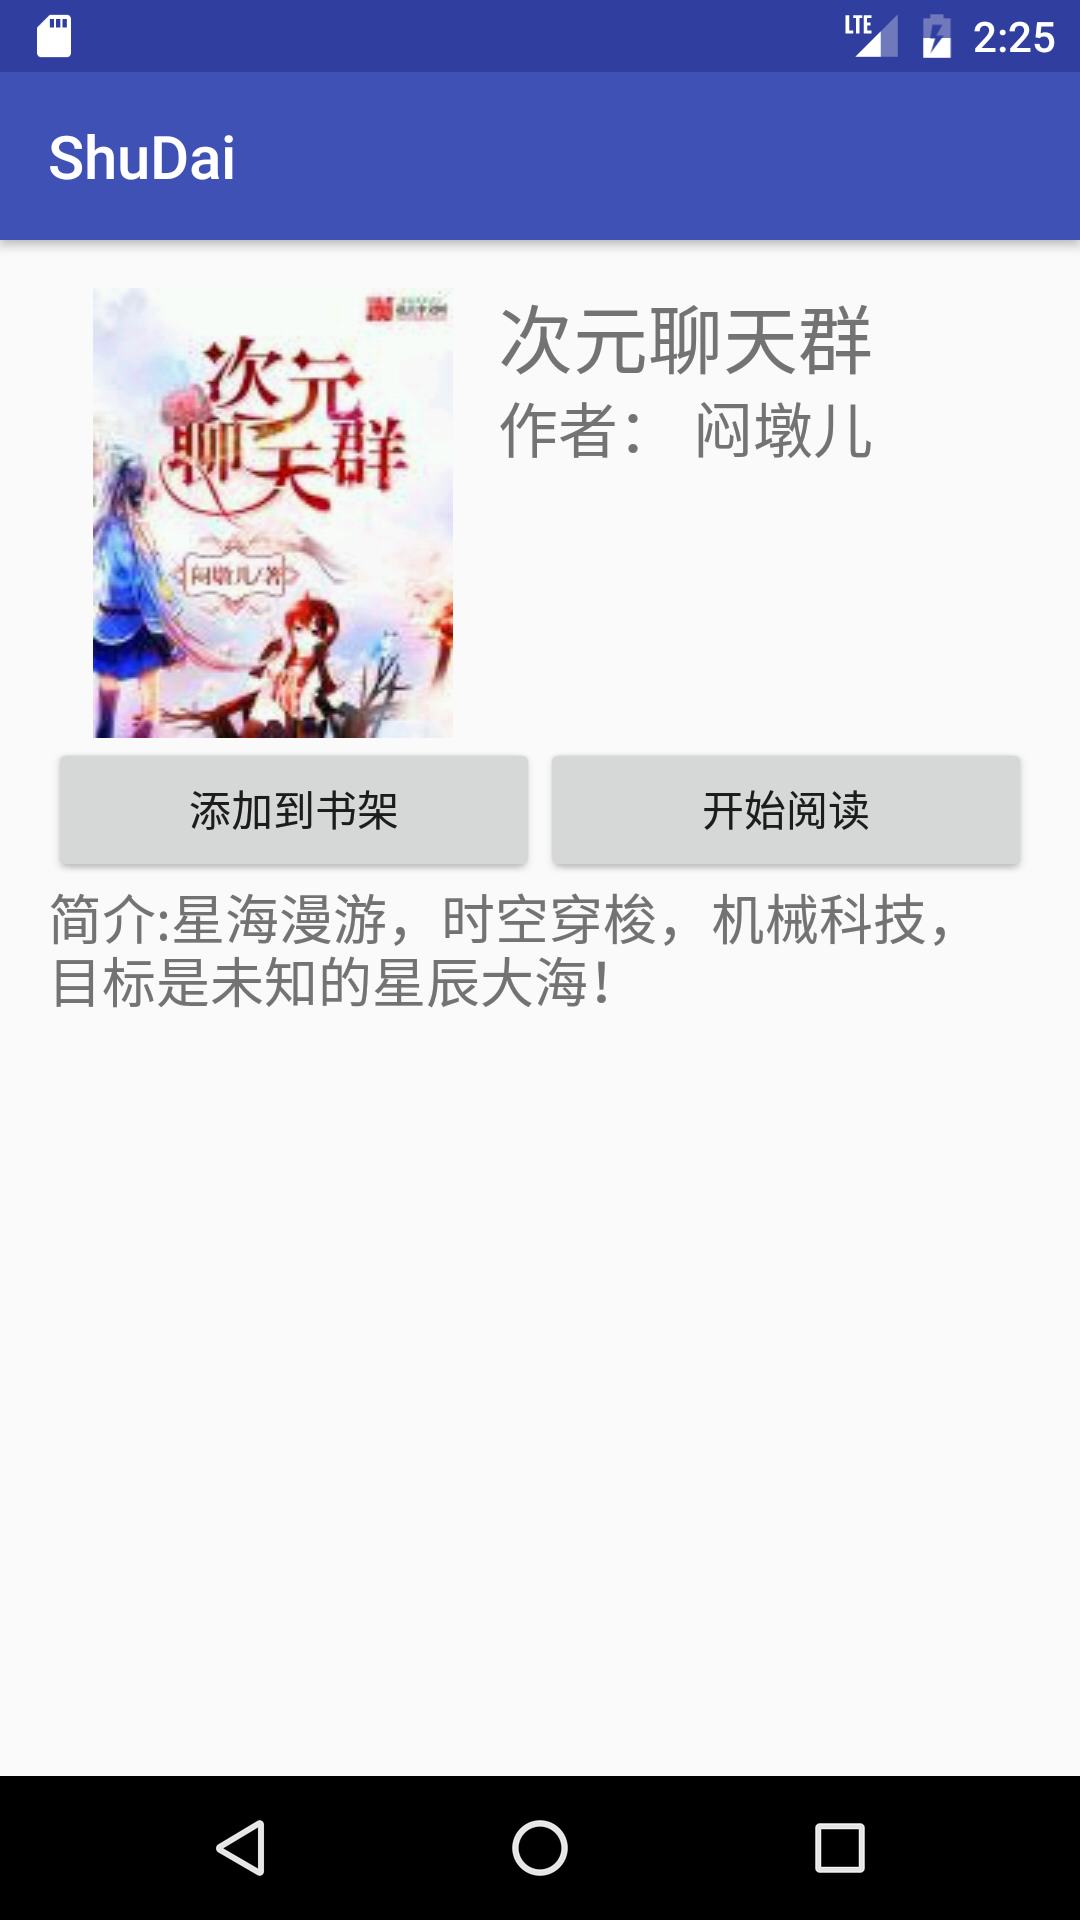 LTE
2:25
ShuDai
次元
聊天群
闷墩儿/著
次元聊天群
作者： 闷墩儿
添加到书架
开始阅读
简介:星海漫游，时空穿梭，机械科技，
目标是未知的星辰大海！